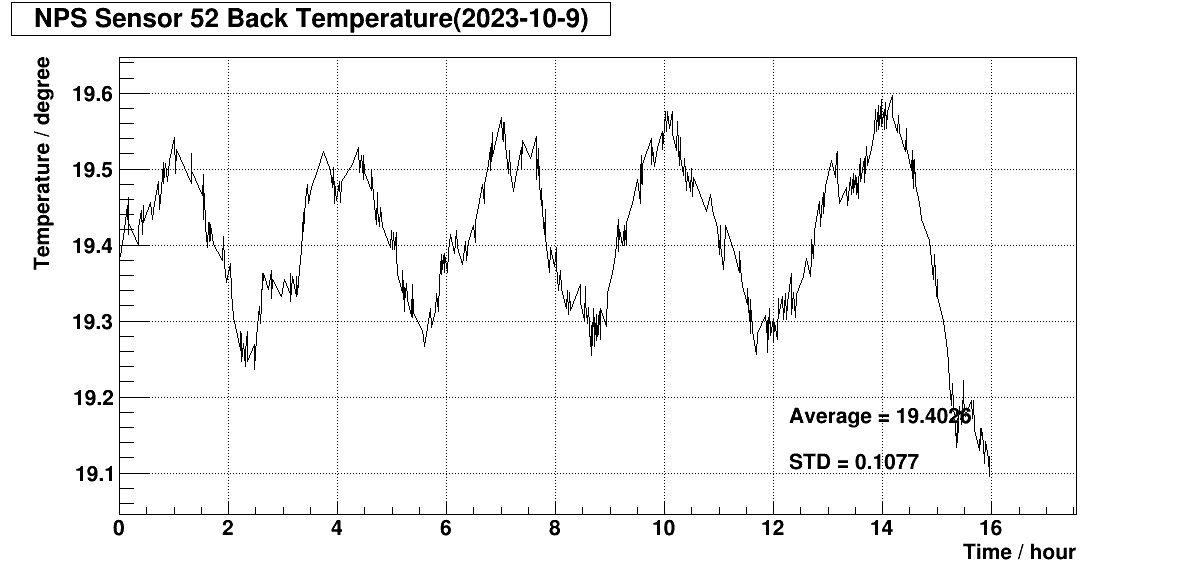 NPS Sensor 52 Back Temperature(2023-10-9)
Temperature / degree
19.6
19.5
19.4
19.3
19.2
19.1
Average = 19.4026
STD = 0.1077
0 2 4 6 8 10 12 14 16
Time / hour